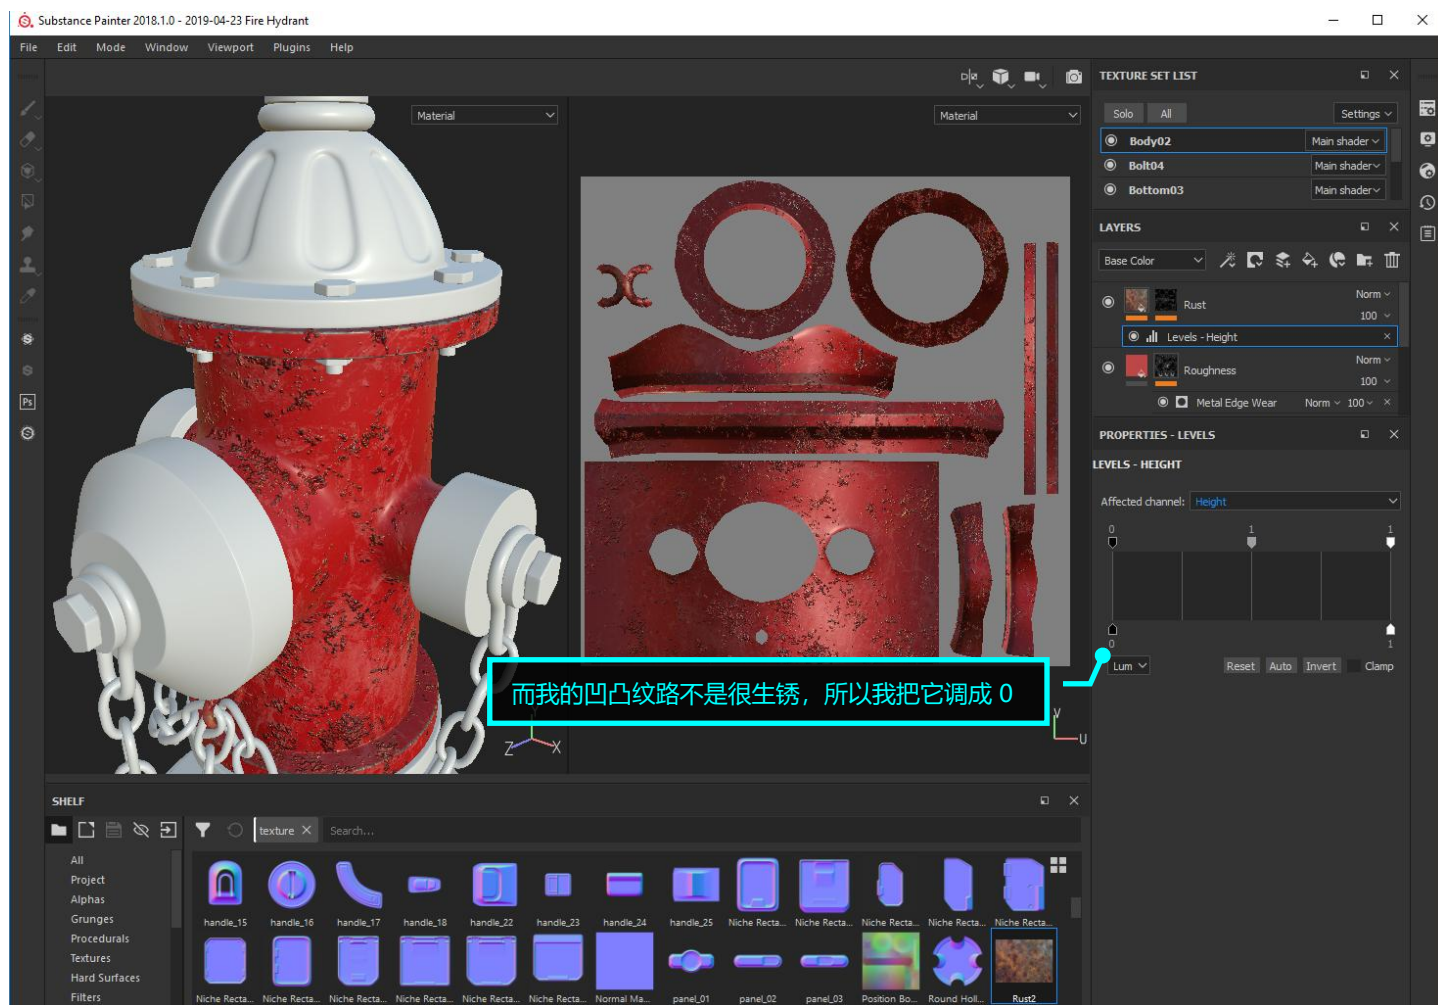 Substance Painter 2018.1.0 - 2019-04-23 Fire Hydrant
File Edit Mode Window Viewport Plugins Help
Material
Material
TEXTURE SET LIST
Solo All Settings
Body02 Main shader
Bolt04 Main shader
Bottom03 Main shader
LAYERS
Base Color
Rust Norm
100
Levels - Height
Roughness Norm
100
Metal Edge Wear Norm 100
PROPERTIES - LEVELS
LEVELS - HEIGHT
Affected channel: Height
0 1 1
0 1
Lum Reset Auto Invert Clamp
而我的凹凸纹路不是很生锈，所以我把它调成 0
Y
Z X
V
U
SHELF
texture Search...
All
Project
Alphas
Grunges
Procedurals
Textures
Hard Surfaces
Filters
handle_15 handle_16 handle_17 handle_18 handle_22 handle_23 handle_24 handle_25 Niche Recta... Niche Recta... Niche Recta... Niche Recta... Niche Recta...
Niche Recta... Niche Recta... Niche Recta... Niche Recta... Niche Recta... Niche Recta... Normal Ma... panel_01 panel_02 panel_03 Position Bo... Round Holl... Rust2
Ps